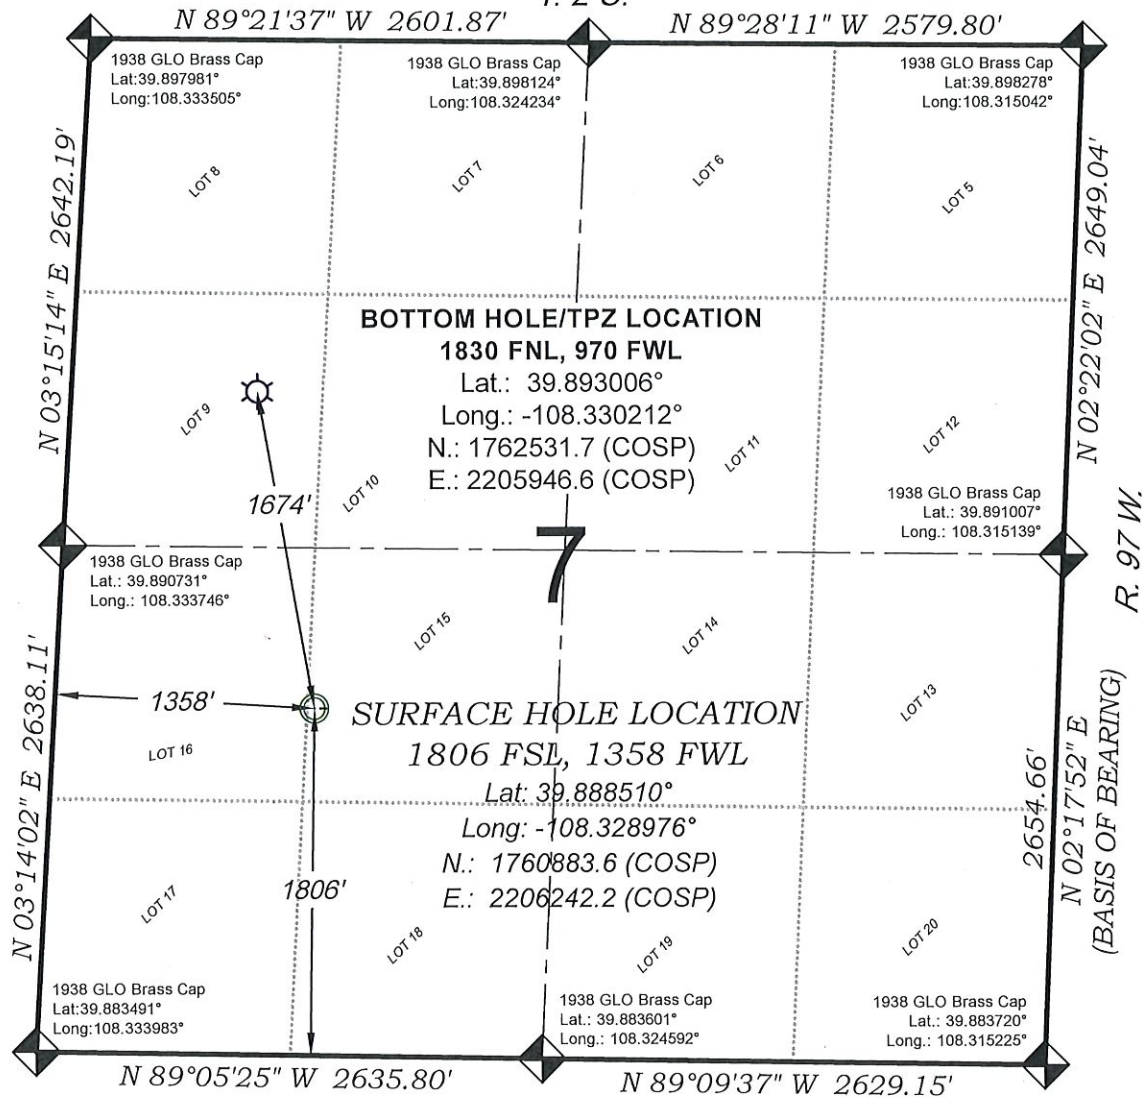 T. 2 S.
N 89°21'37" W 2601.87'
N 89°28'11" W 2579.80'
1938 GLO Brass Cap
Lat:39.897981°
Long:108.333505°
1938 GLO Brass Cap
Lat:39.898124°
Long:108.324234°
1938 GLO Brass Cap
Lat:39.898278°
Long:108.315042°
N 03°15'14" E 2642.19'
LOT 8
LOT 7
LOT 6
LOT 5
N 02°22'02" E 2649.04'
BOTTOM HOLE/TPZ LOCATION
1830 FNL, 970 FWL
Lat.: 39.893006°
Long.: -108.330212°
N.: 1762531.7 (COSP)
E.: 2205946.6 (COSP)
LOT 9
1674'
LOT 10
LOT 11
LOT 12
1938 GLO Brass Cap
Lat.: 39.891007°
Long.: 108.315139°
R. 97 W.
7
1938 GLO Brass Cap
Lat.: 39.890731°
Long.: 108.333746°
LOT 15
LOT 14
LOT 13
N 03°14'02" E 2638.11'
1358'
LOT 16
SURFACE HOLE LOCATION
1806 FSL, 1358 FWL
Lat: 39.888510°
Long: -108.328976°
N.: 1760883.6 (COSP)
E.: 2206242.2 (COSP)
2654.66'
N 02°17'52" E
(BASIS OF BEARING)
LOT 17
1806'
LOT 18
LOT 19
LOT 20
1938 GLO Brass Cap
Lat:39.883491°
Long:108.333983°
1938 GLO Brass Cap
Lat.: 39.883601°
Long.: 108.324592°
1938 GLO Brass Cap
Lat.: 39.883720°
Long.: 108.315225°
N 89°05'25" W 2635.80'
N 89°09'37" W 2629.15'